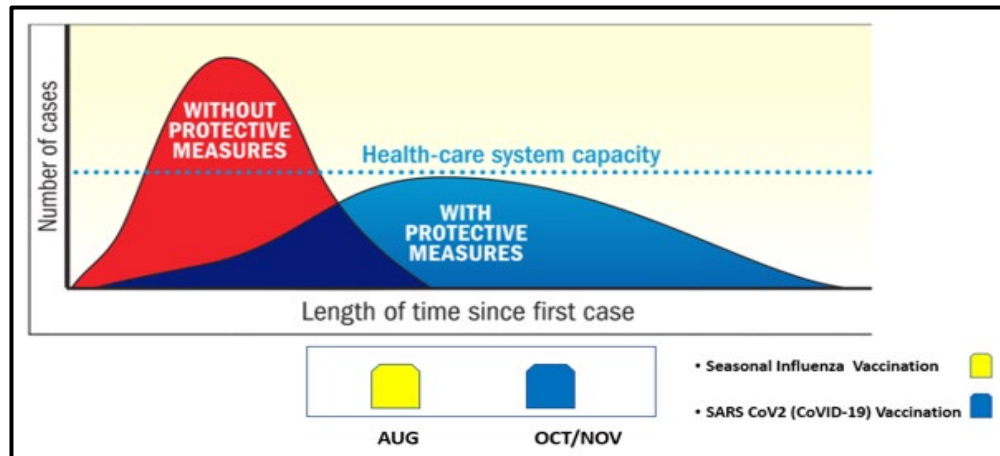 Number of cases
WITHOUT
PROTECTIVE
MEASURES
Health-care system capacity
WITH
PROTECTIVE
MEASURES
Length of time since first case
AUG
OCT/NOV
• Seasonal Influenza Vaccination
• SARS CoV2 (CoVID-19) Vaccination